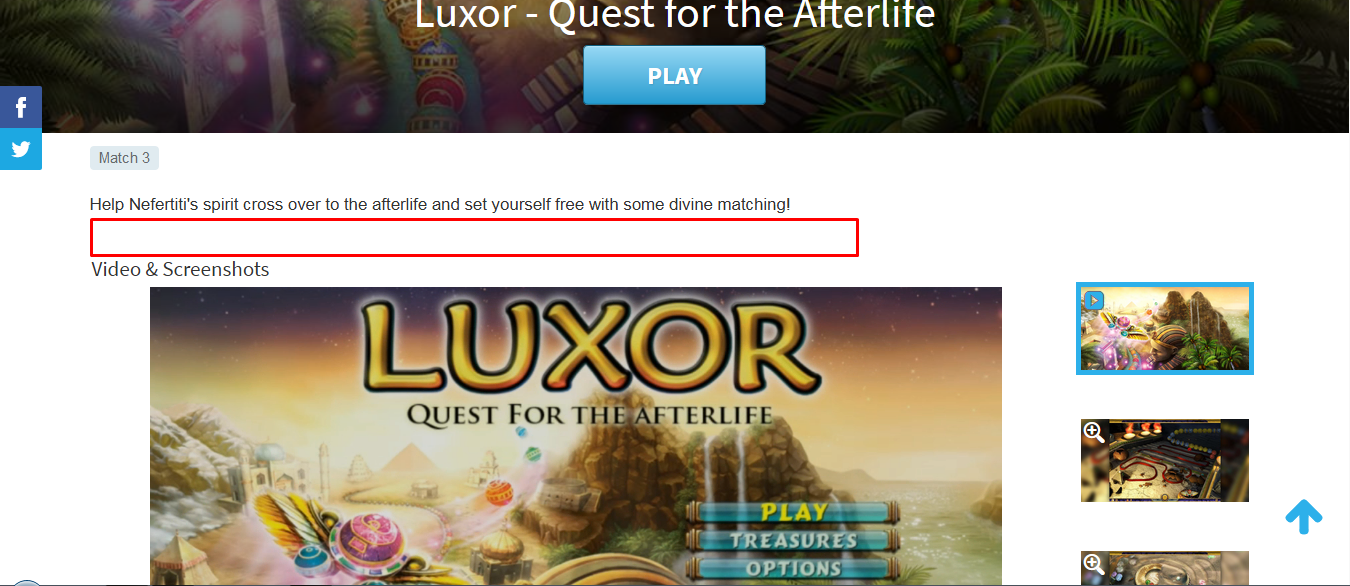 Luxor - Quest for the Afterlife
PLAY
Match 3
Help Nefertiti's spirit cross over to the afterlife and set yourself free with some divine matching!
Video & Screenshots
LUXOR
QUEST FOR THE AFTERLIFE
PLAY
TREASURES
OPTIONS